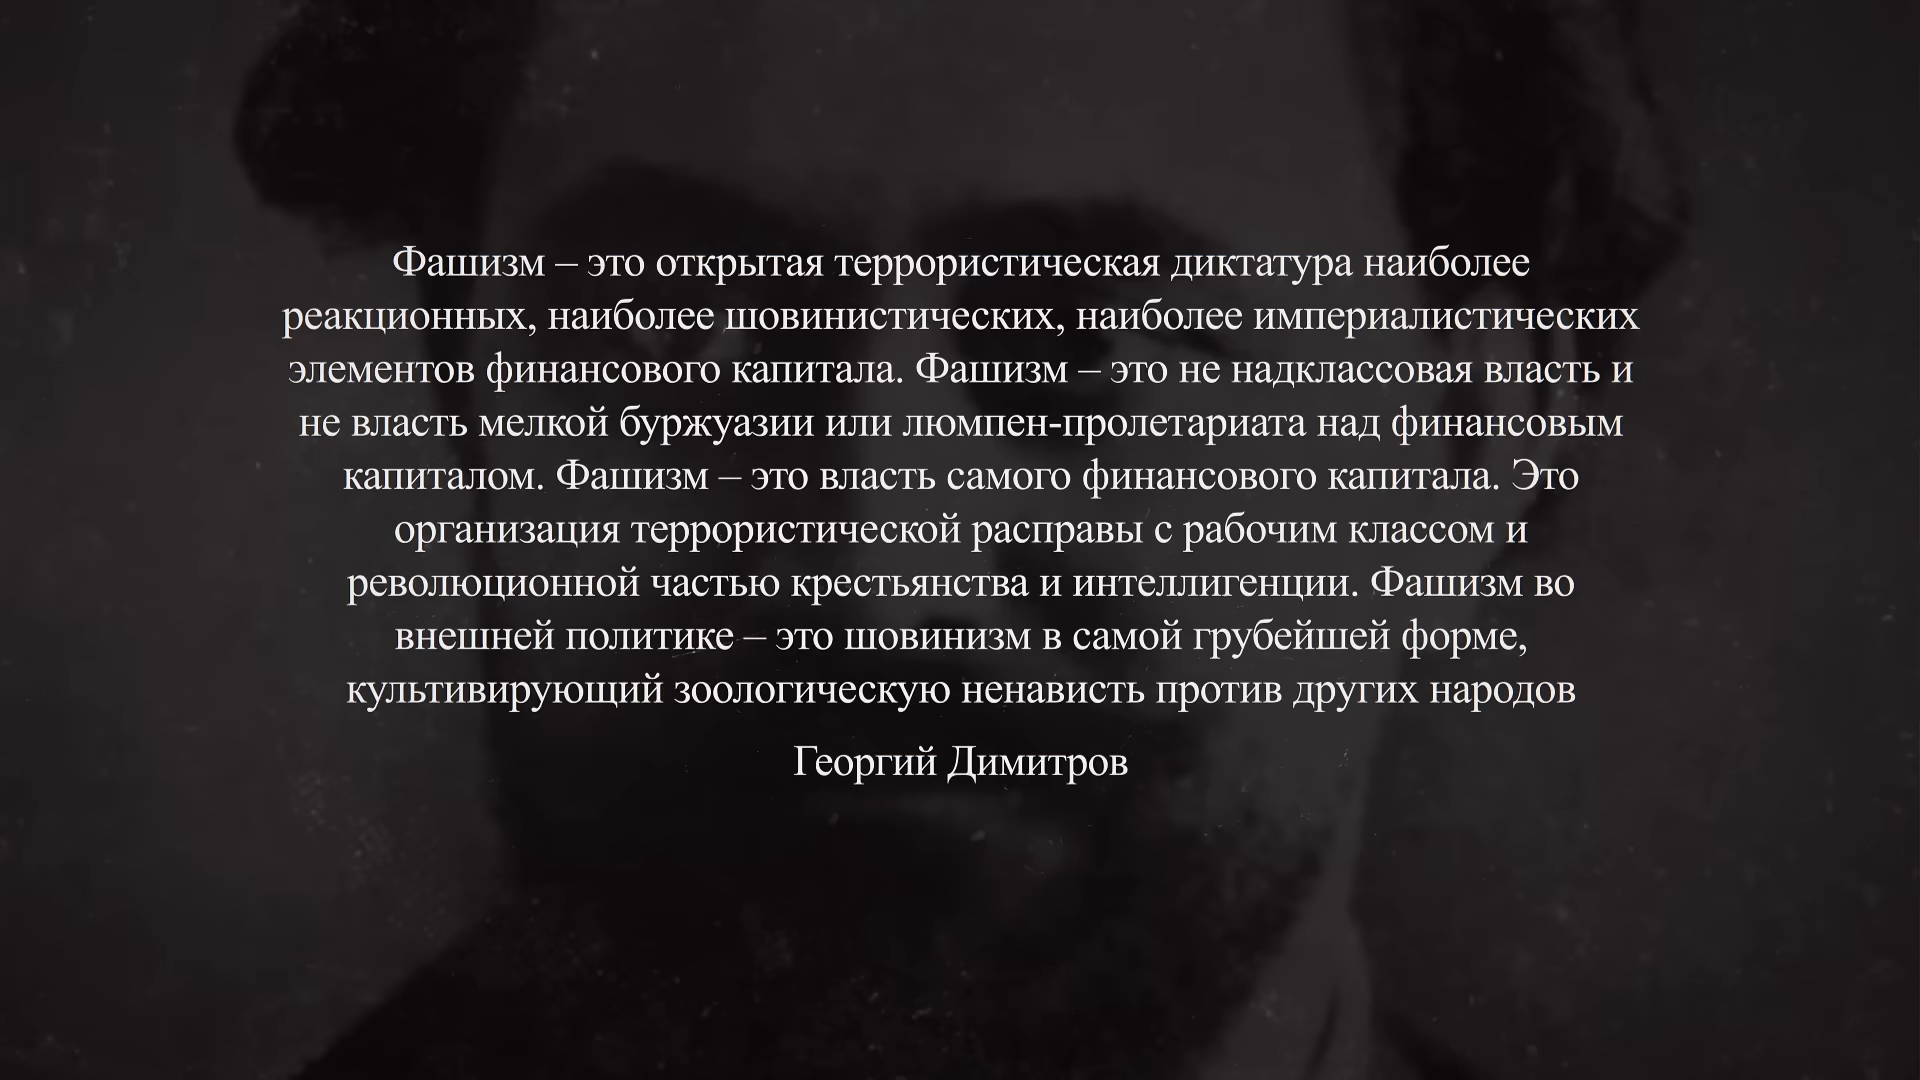 Фашизм – это открытая террористическая диктатура наиболее
реакционных, наиболее шовинистических, наиболее империалистических
элементов финансового капитала. Фашизм – это не надклассовая власть и
не власть мелкой буржуазии или люмпен-пролетариата над финансовым
капиталом. Фашизм – это власть самого финансового капитала. Это
организация террористической расправы с рабочим классом и
революционной частью крестьянства и интеллигенции. Фашизм во
внешней политике – это шовинизм в самой грубейшей форме,
культивирующий зоологическую ненависть против других народов
Георгий Димитров